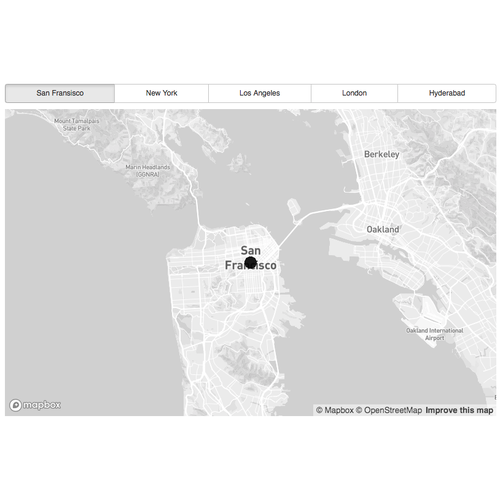 San Fransisco
New York
Los Angeles
London
Hyderabad
Mount Tamalpais
State Park
Marin Headlands
(GGNRA)
Berkeley
Oakland
San
Francisco
Oakland International
Airport
mapbox
© Mapbox © OpenStreetMap Improve this map